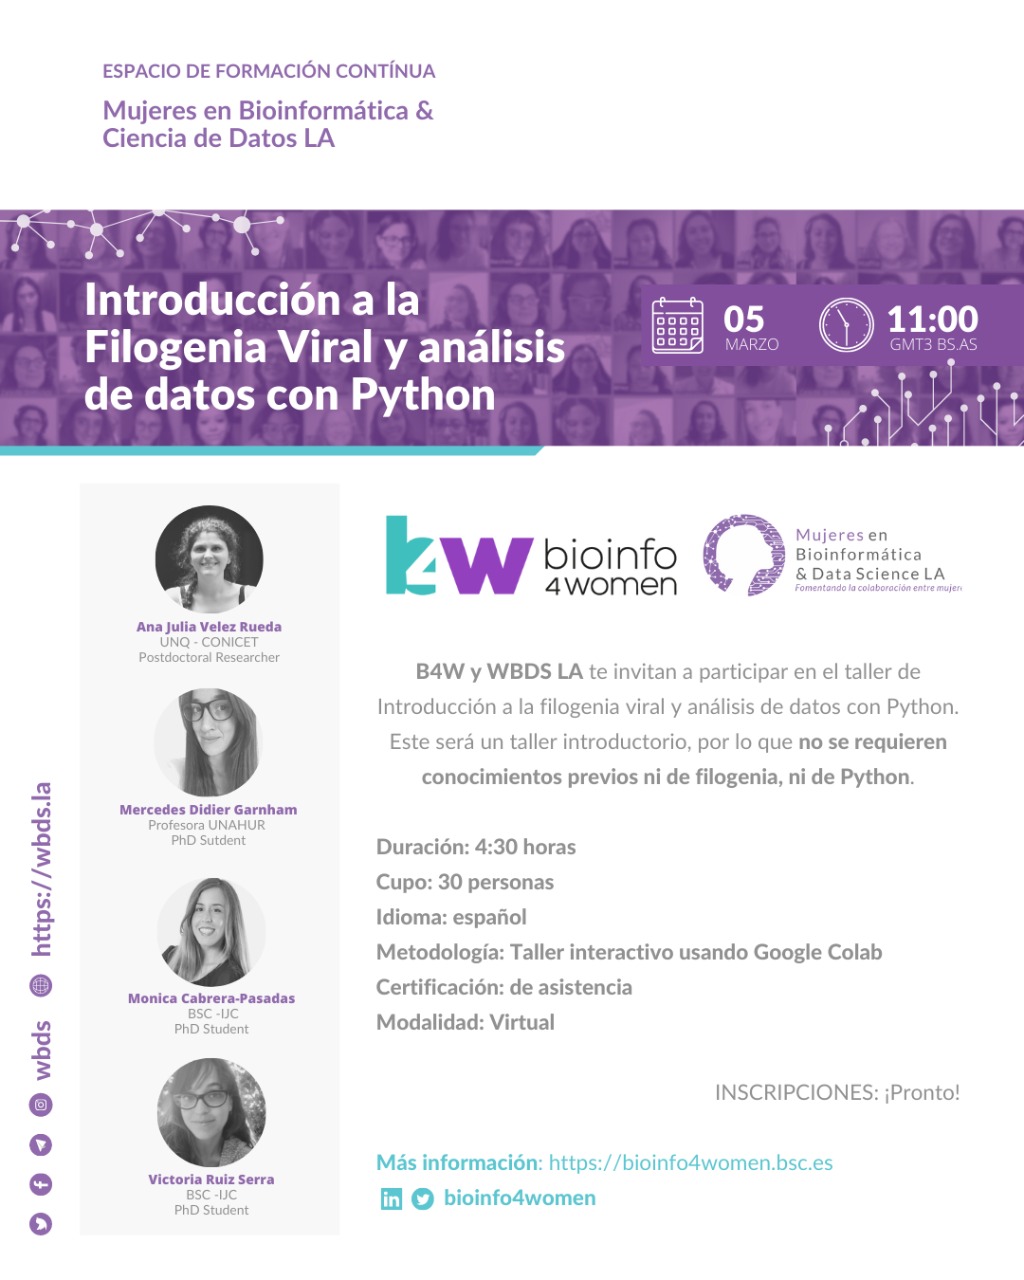 ESPACIO DE FORMACIÓN CONTÍNUA
Mujeres en Bioinformática &
Ciencia de Datos LA
Introducción a la
Filogenia Viral y análisis
de datos con Python
05
MARZO
11:00
GMT3 BS.AS
Ana Julia Velez Rueda
UNQ - CONICET
Postdoctoral Researcher
Mercedes Didier Garnham
Profesora UNAHUR
PhD Sutdent
Monica Cabrera-Pasadas
BSC -IJC
PhD Student
Victoria Ruiz Serra
BSC -IJC
PhD Student
https://wbds.la
wbds
b4w
bioinfo
4women
Mujeres en
Bioinformática
& Data Science LA
Fomentando la colaboración entre mujer
B4W y WBDS LA te invitan a participar en el taller de
Introducción a la filogenia viral y análisis de datos con Python.
Este será un taller introductorio, por lo que no se requieren
conocimientos previos ni de filogenia, ni de Python.
Duración: 4:30 horas
Cupo: 30 personas
Idioma: español
Metodología: Taller interactivo usando Google Colab
Certificación: de asistencia
Modalidad: Virtual
INSCRIPCIONES: ¡Pronto!
Más información: https://bioinfo4women.bsc.es
in bioinfo4women